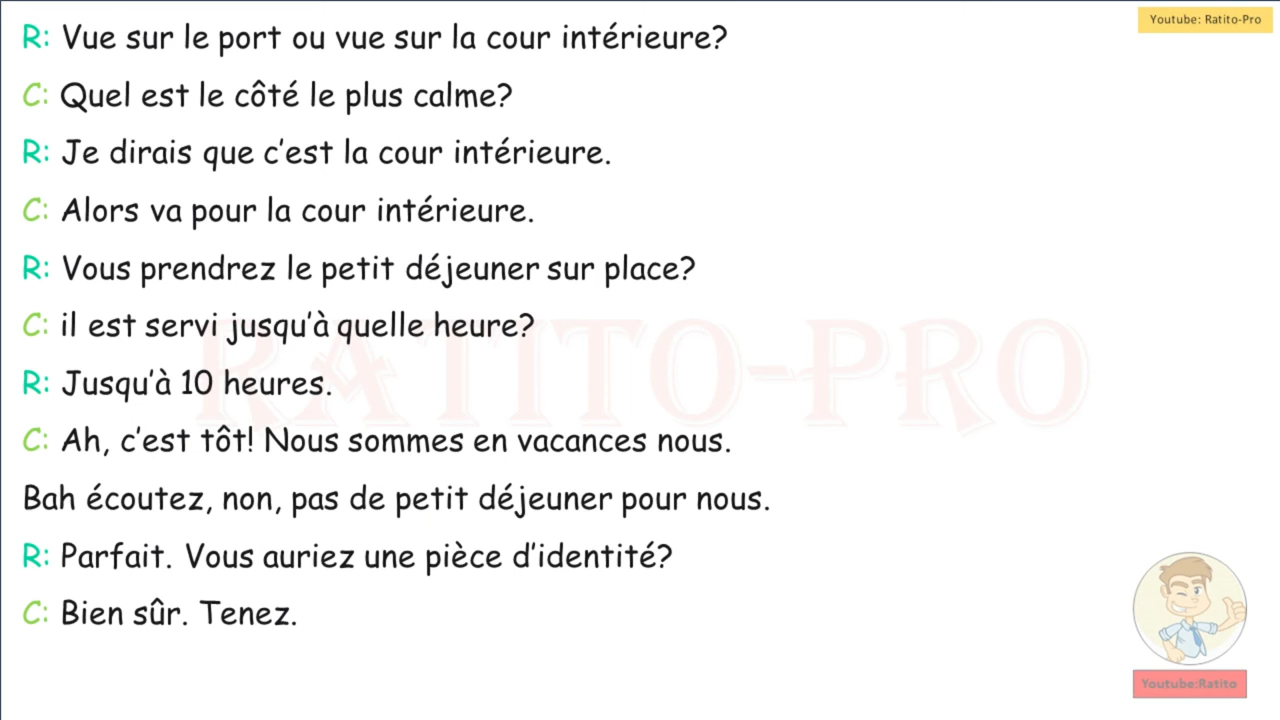 Youtube: Ratito-Pro
R: Vue sur le port ou vue sur la cour intérieure?
C: Quel est le côté le plus calme?
R: Je dirais que c’est la cour intérieure.
C: Alors va pour la cour intérieure.
R: Vous prendrez le petit déjeuner sur place?
C: il est servi jusqu’à quelle heure?
RATITO-PRO
R: Jusqu’à 10 heures.
C: Ah, c’est tôt! Nous sommes en vacances nous.
Bah écoutez, non, pas de petit déjeuner pour nous.
R: Parfait. Vous auriez une pièce d’identité?
C: Bien sûr. Tenez.
Youtube:Ratito